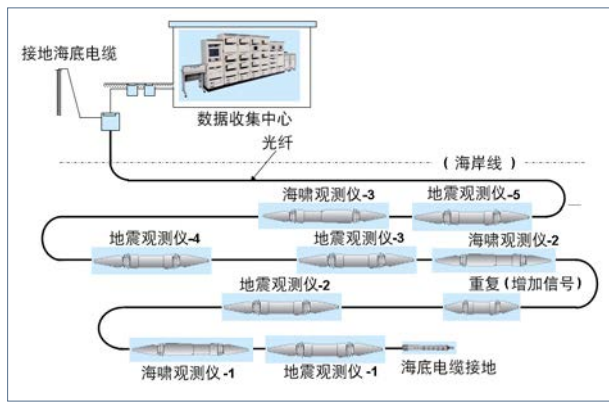 接地海底电缆
数据收集中心
光纤
(海岸线)
海啸观测仪-3
地震观测仪-5
地震观测仪-4
地震观测仪-3
海啸观测仪-2
地震观测仪-2
重复(增加信号)
海啸观测仪-1
地震观测仪-1
海底电缆接地